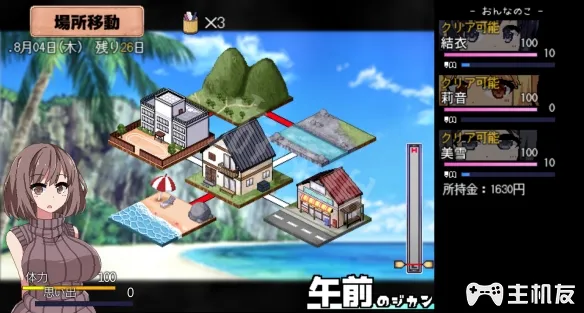 場所移動
×3
8月04日(木) 残り26日
体力 100
思い出 0
午前のジカン
- おんなのこ -
クリア可能
結衣 100
10
クリア可能
莉音 100
0
クリア可能
美雪 100
10
所持金：1630円
主机友